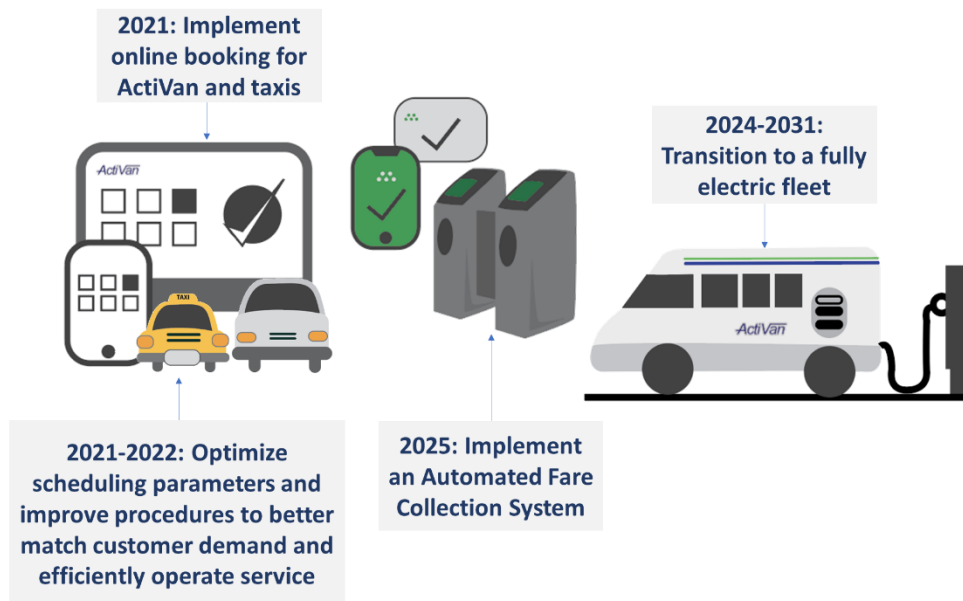 2021: Implement
online booking for
ActiVan and taxis
ActiVan
TAXI
2021-2022: Optimize
scheduling parameters and
improve procedures to better
match customer demand and
efficiently operate service
2025: Implement
an Automated Fare
Collection System
2024-2031:
Transition to a fully
electric fleet
ActiVan